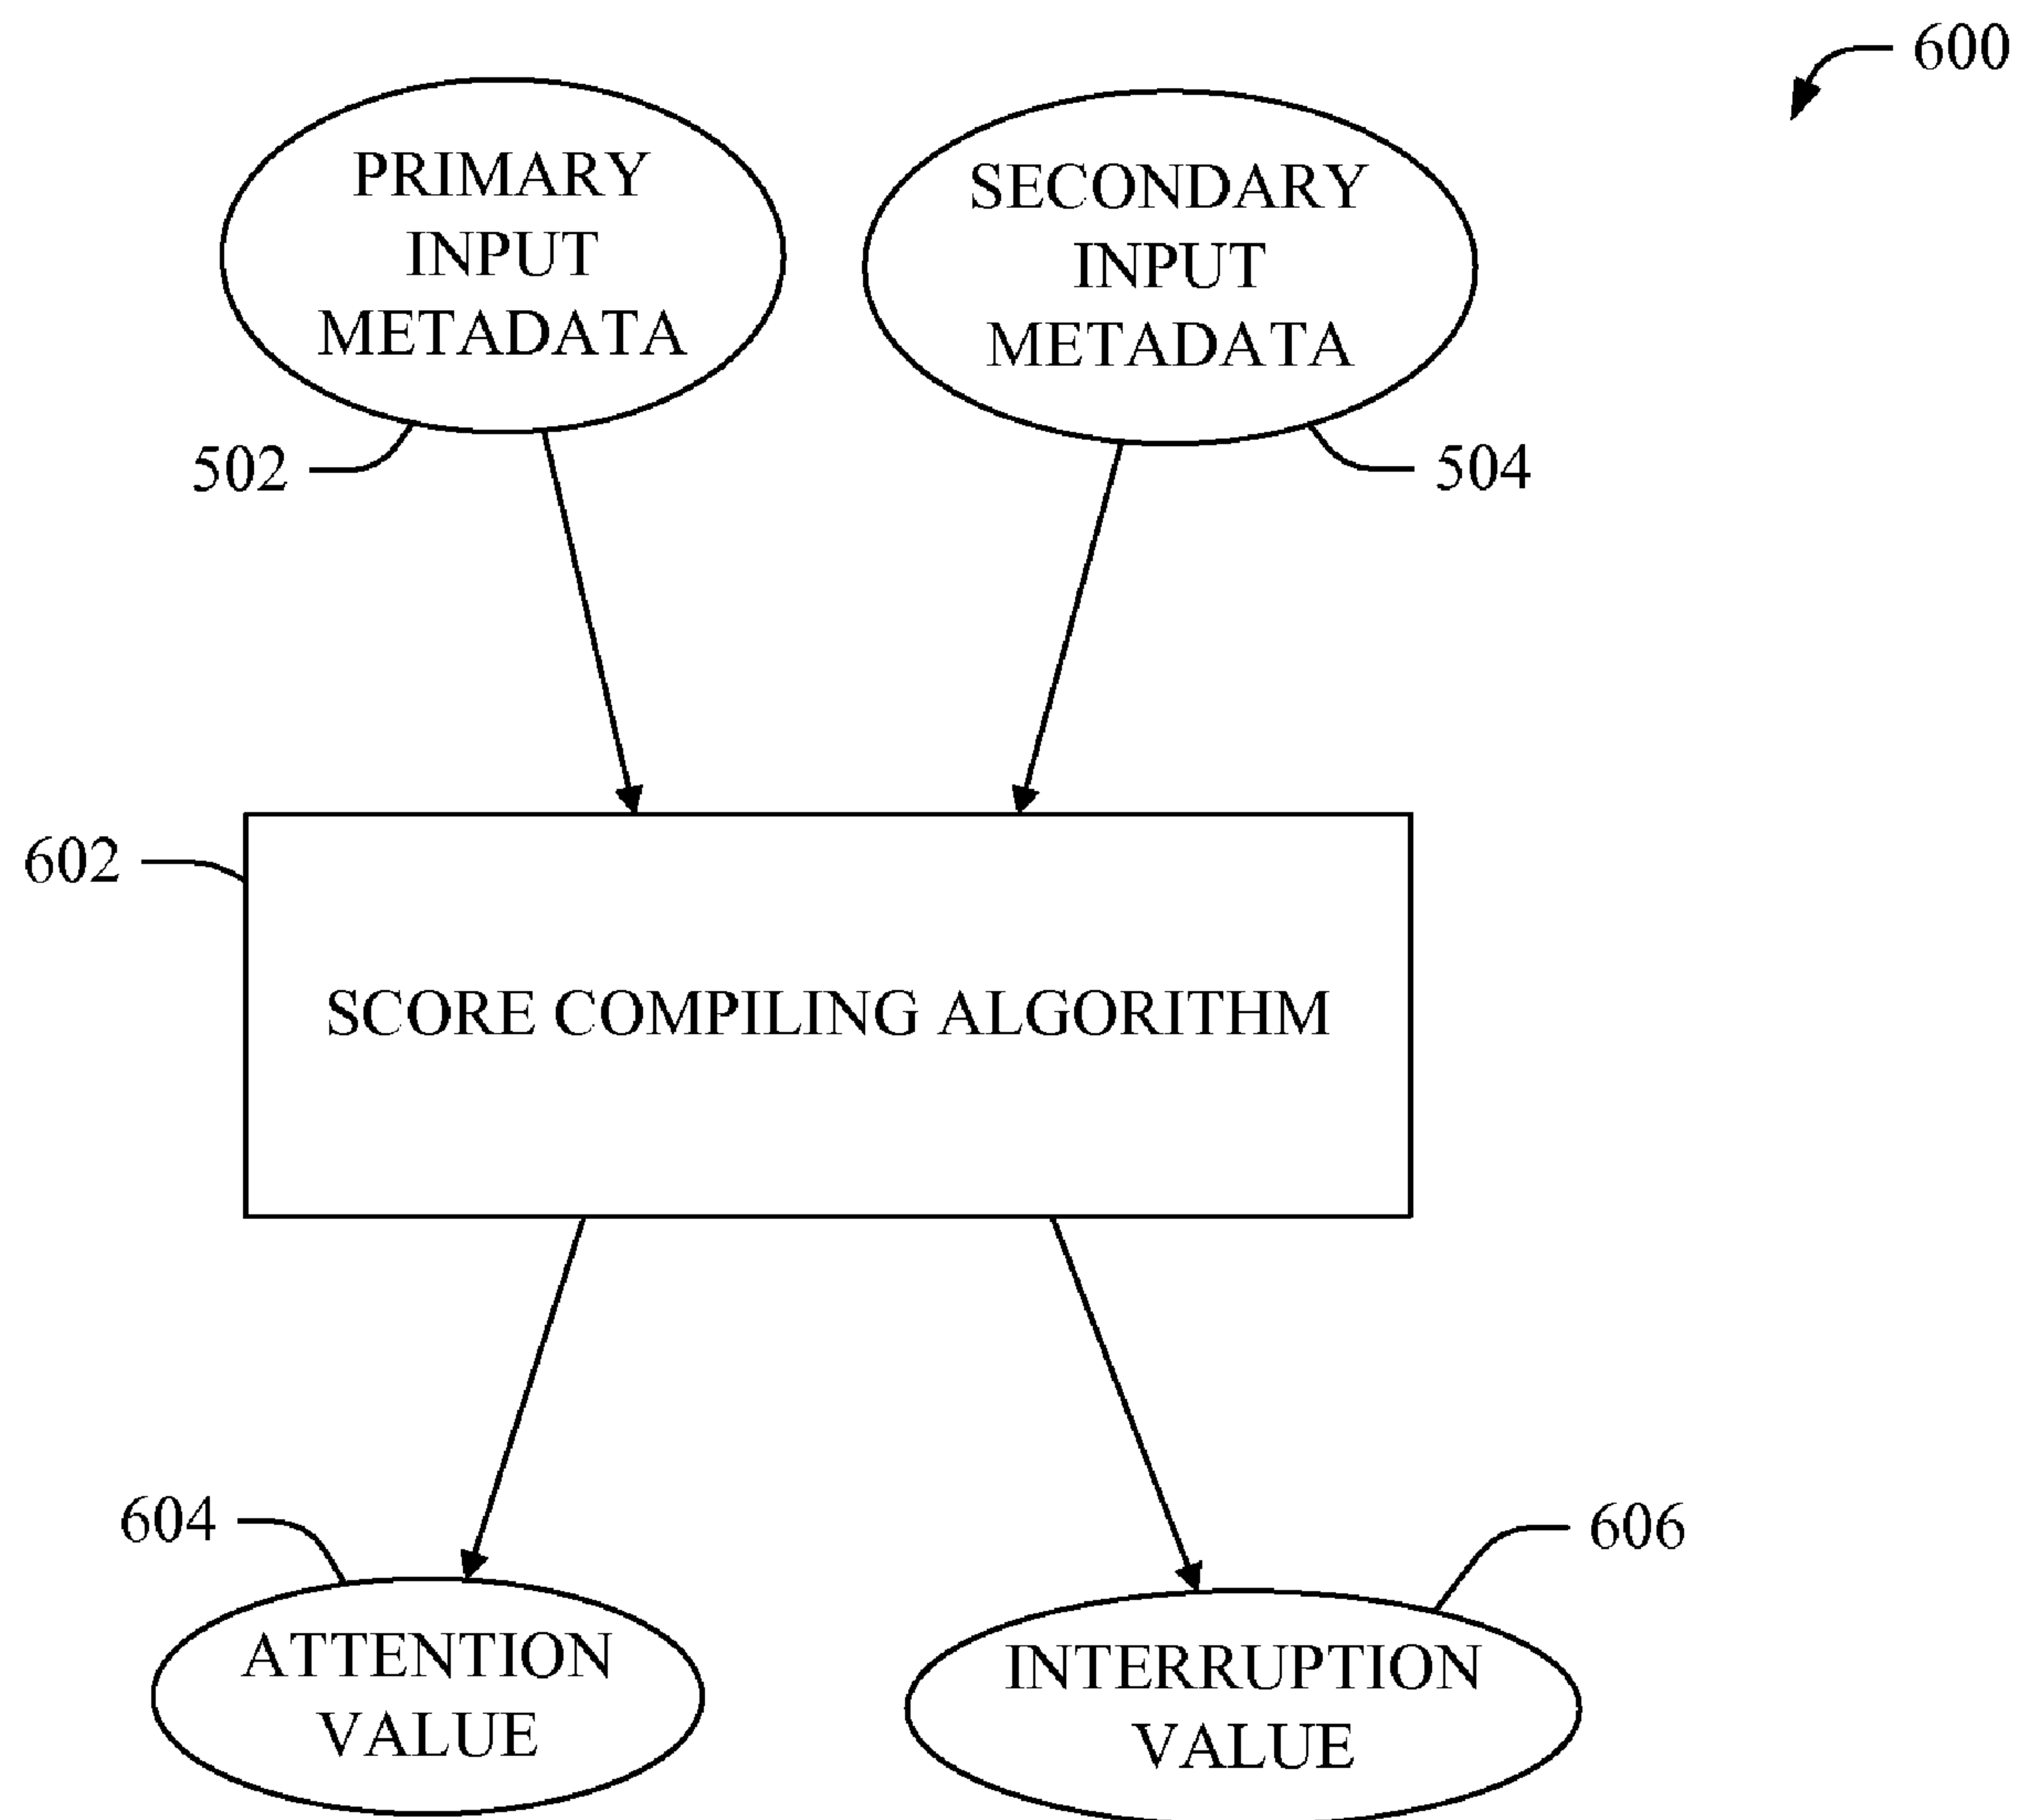 600
PRIMARY
INPUT
METADATA
SECONDARY
INPUT
METADATA
502
504
602
SCORE COMPILING ALGORITHM
604
606
ATTENTION
VALUE
INTERRUPTION
VALUE